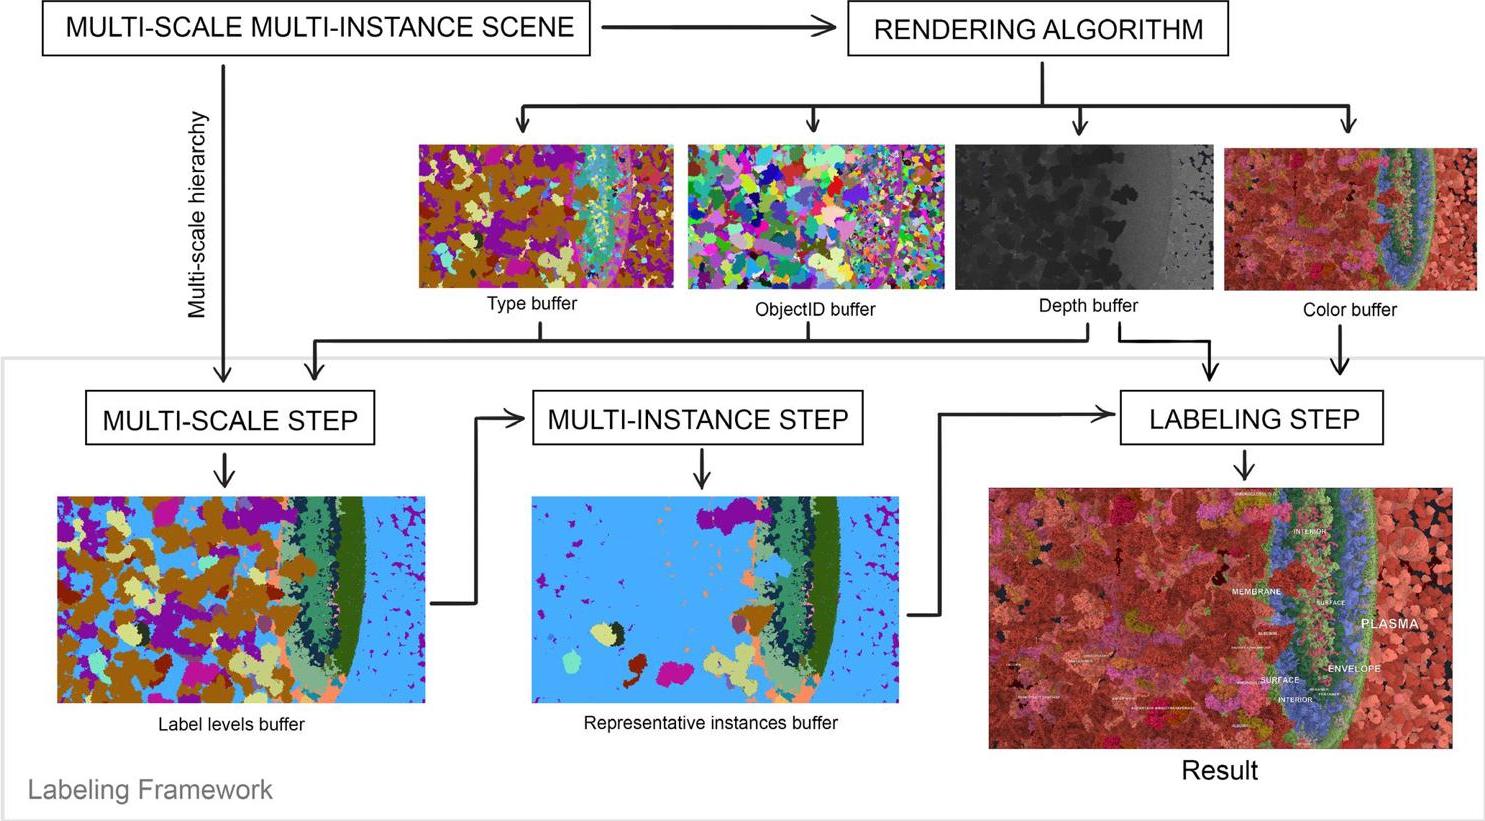 MULTI-SCALE MULTI-INSTANCE SCENE
RENDERING ALGORITHM
Multi-scale hierarchy
Type buffer
ObjectID buffer
Depth buffer
Color buffer
MULTI-SCALE STEP
MULTI-INSTANCE STEP
LABELING STEP
INTERIOR
MEMBRANE
SURFACE
PLASMA
ENVELOPE
SURFACE
INTERIOR
Label levels buffer
Representative instances buffer
Result
Labeling Framework